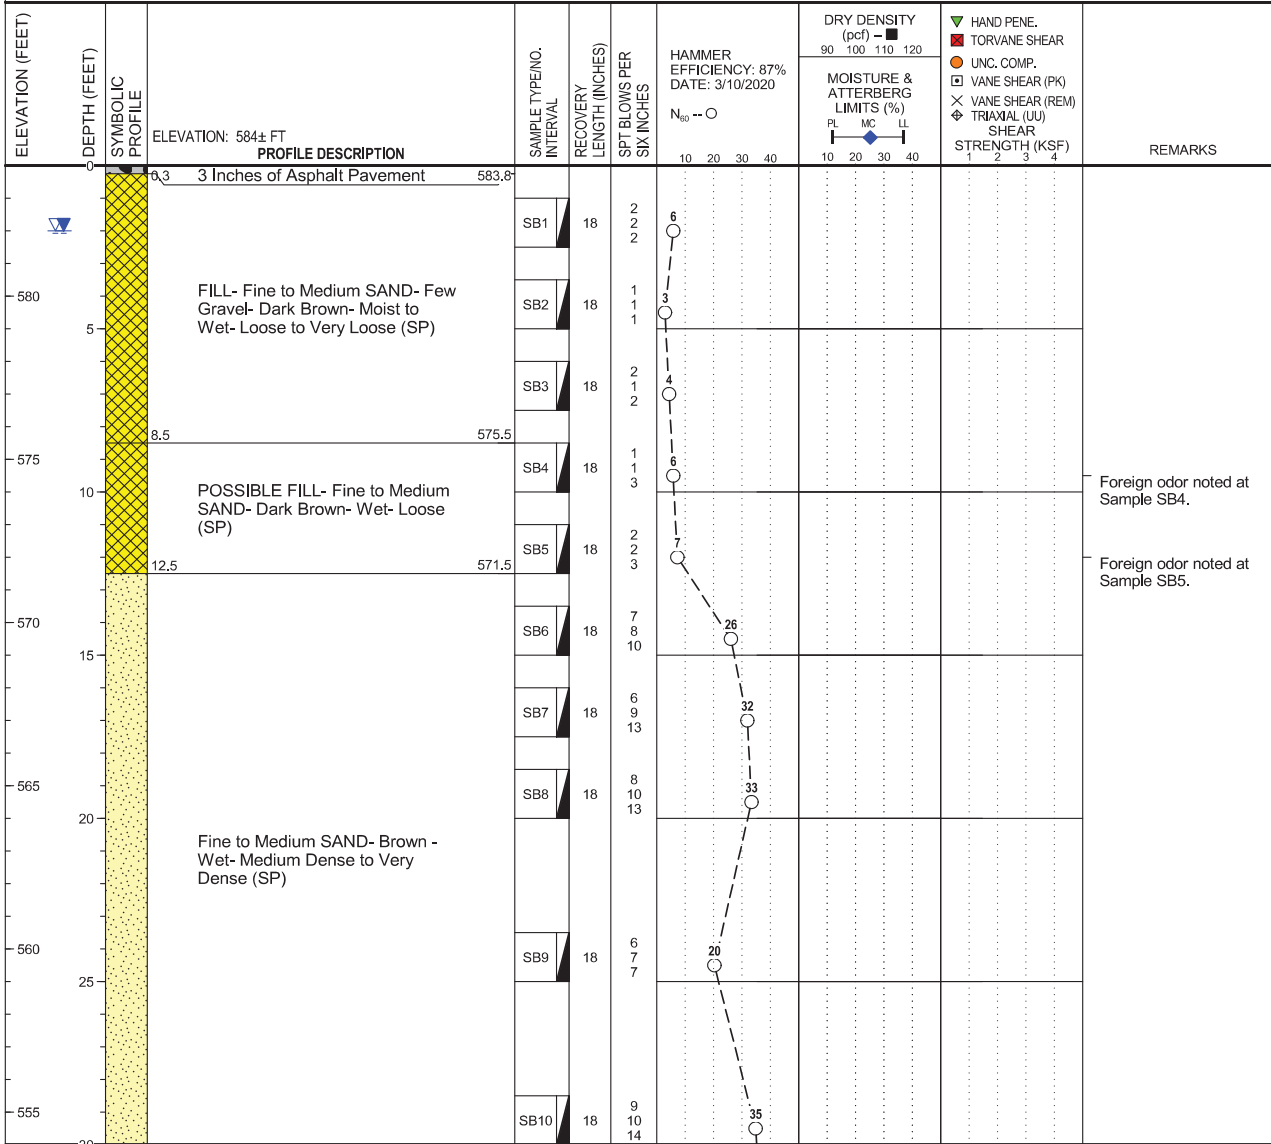 ELEVATION (FEET)
DEPTH (FEET)
SYMBOLIC
PROFILE
ELEVATION: 584± FT
PROFILE DESCRIPTION
SAMPLE TYPE/NO.
INTERVAL
RECOVERY
LENGTH (INCHES)
SPT BLOWS PER
SIX INCHES
HAMMER
EFFICIENCY: 87%
DATE: 3/10/2020
N60 -- O
10 20 30 40
DRY DENSITY
(pcf) – ■
90 100 110 120
MOISTURE &
ATTERBERG
LIMITS (%)
PL MC LL
10 20 30 40
HAND PENE.
TORVANE SHEAR
UNC. COMP.
VANE SHEAR (PK)
VANE SHEAR (REM)
TRIAXIAL (UU)
SHEAR
STRENGTH (KSF)
1 2 3 4
REMARKS
0
0.3 3 Inches of Asphalt Pavement 583.8
SB1 18
2
2
2
6
580
5
FILL- Fine to Medium SAND- Few
Gravel- Dark Brown- Moist to
Wet- Loose to Very Loose (SP)
SB2 18
1
1
1
3
SB3 18
2
1
2
4
8.5 575.5
575
10
POSSIBLE FILL- Fine to Medium
SAND- Dark Brown- Wet- Loose
(SP)
SB4 18
1
1
3
6
Foreign odor noted at
Sample SB4.
SB5 18
2
2
3
7
Foreign odor noted at
Sample SB5.
12.5 571.5
570
15
SB6 18
7
8
10
26
SB7 18
6
9
13
32
565
20
SB8 18
8
10
13
33
Fine to Medium SAND- Brown -
Wet- Medium Dense to Very
Dense (SP)
560
25
SB9 18
6
7
7
20
555
30
SB10 18
9
10
14
35